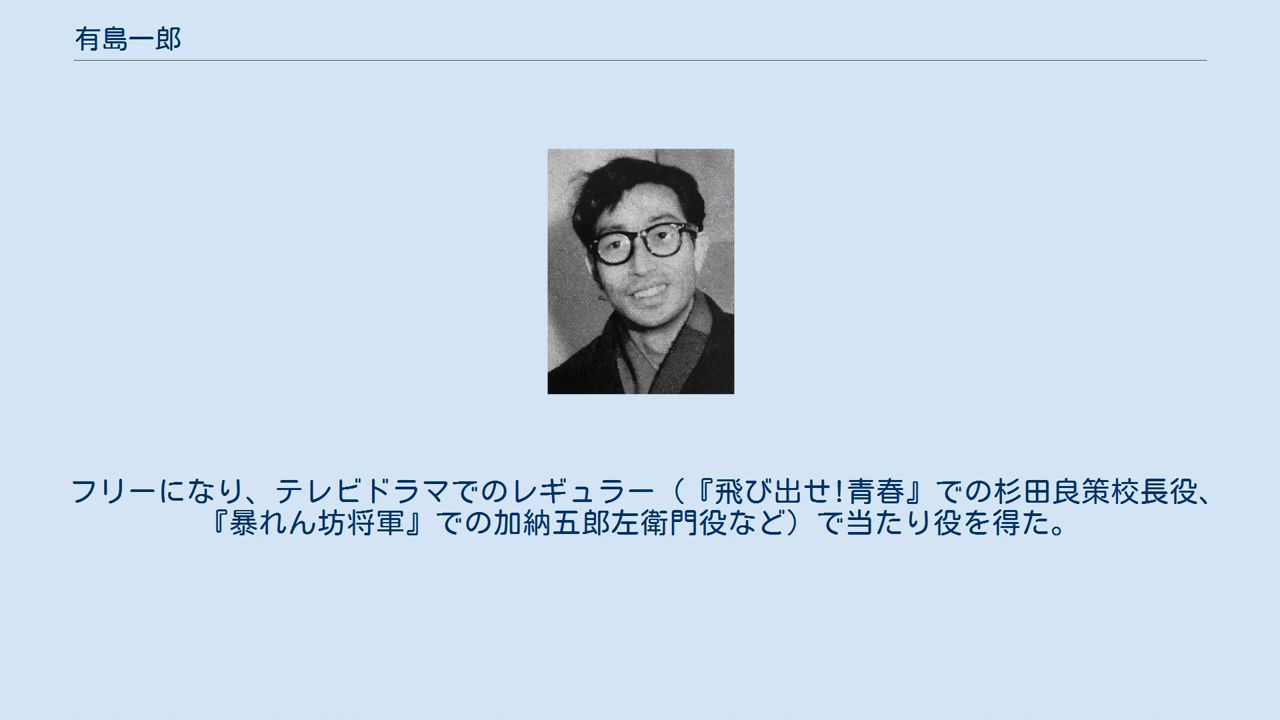 有島一郎
フリーになり、テレビドラマでのレギュラー（『飛び出せ!青春』での杉田良策校長役、
『暴れん坊将軍』での加納五郎左衛門役など）で当たり役を得た。